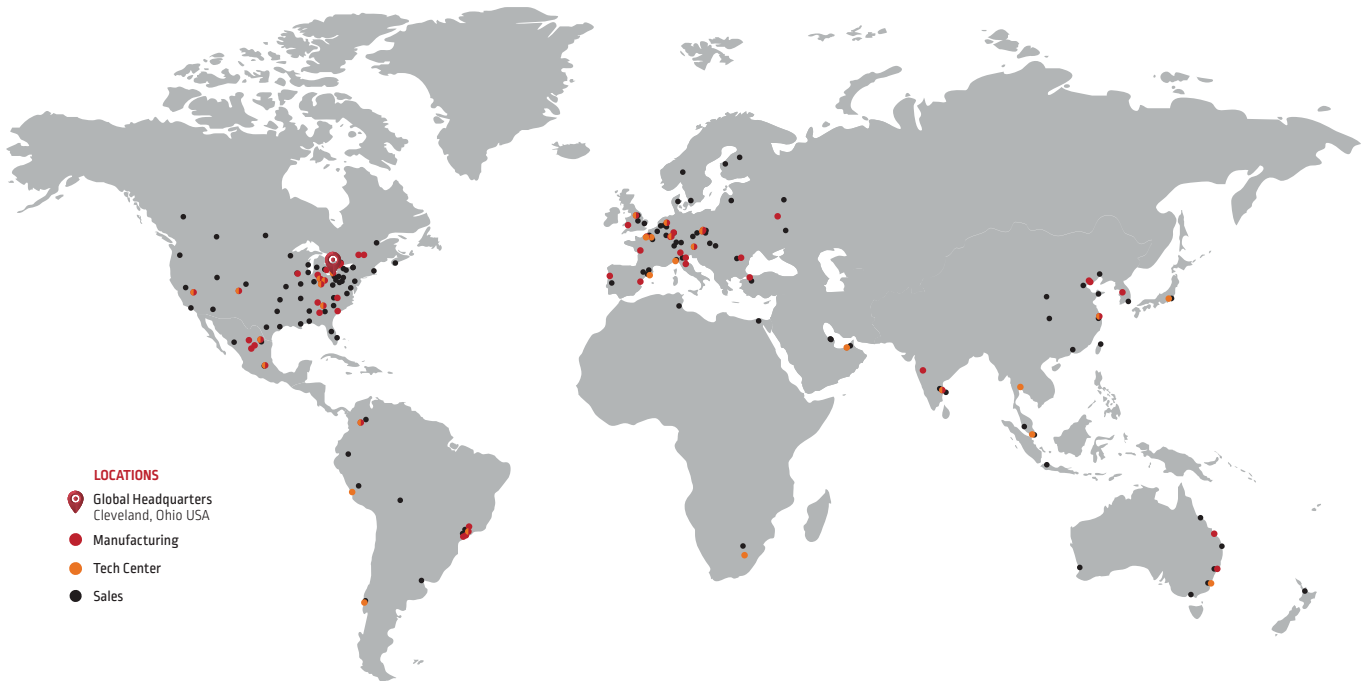 LOCATIONS
Global Headquarters
Cleveland, Ohio USA
Manufacturing
Tech Center
Sales